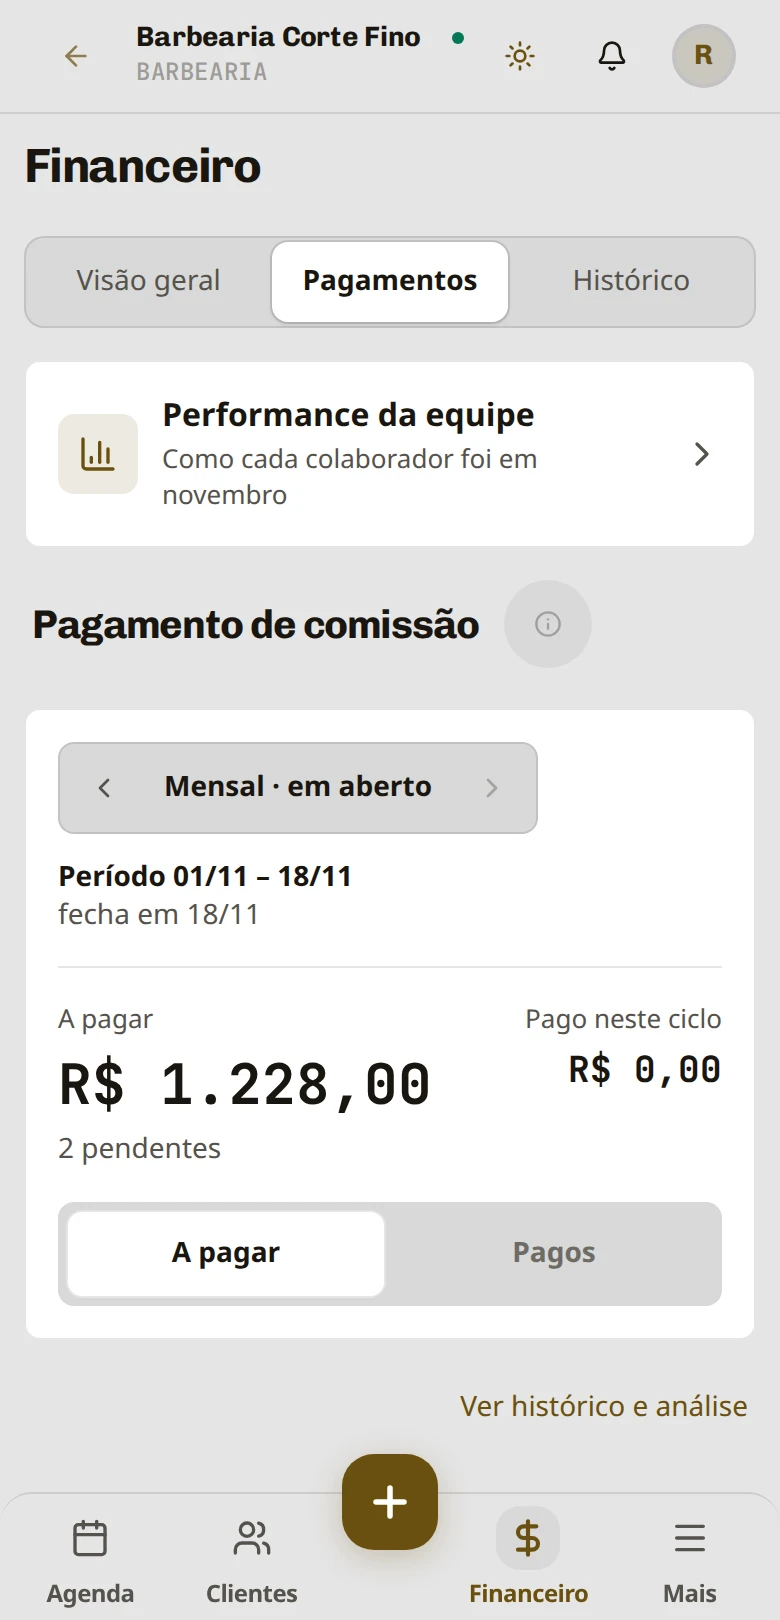 Barbearia Corte Fino
BARBEARIA
R
Financeiro
Visão geral
Pagamentos
Histórico
Performance da equipe
Como cada colaborador foi em
novembro
Pagamento de comissão
Mensal · em aberto
Período 01/11 – 18/11
fecha em 18/11
A pagar
Pago neste ciclo
R$ 1.228,00
R$ 0,00
2 pendentes
A pagar
Pagos
Ver histórico e análise
Agenda
Clientes
Financeiro
Mais